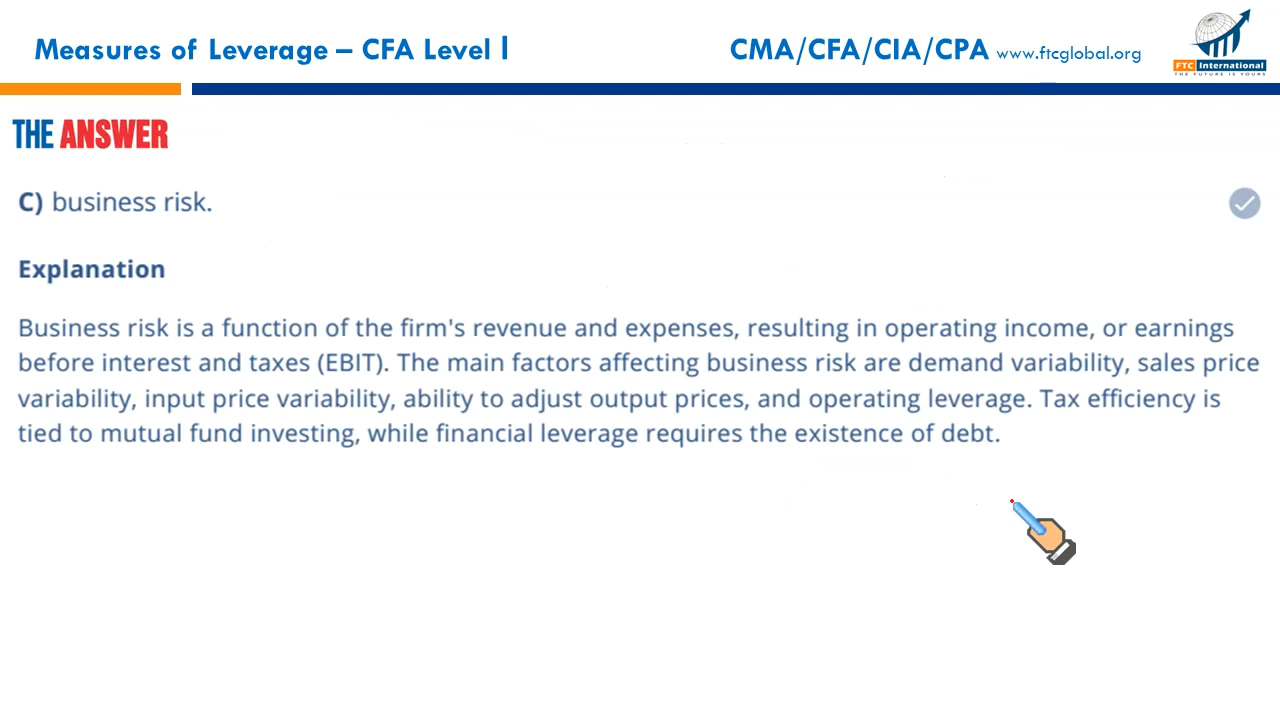 Measures of Leverage – CFA Level I
CMA/CFA/CIA/CPA www.ftcglobal.org
FTC International
THE FUTURE IS YOURS
THE ANSWER
C) business risk.
Explanation
Business risk is a function of the firm's revenue and expenses, resulting in operating income, or earnings
before interest and taxes (EBIT). The main factors affecting business risk are demand variability, sales price
variability, input price variability, ability to adjust output prices, and operating leverage. Tax efficiency is
tied to mutual fund investing, while financial leverage requires the existence of debt.